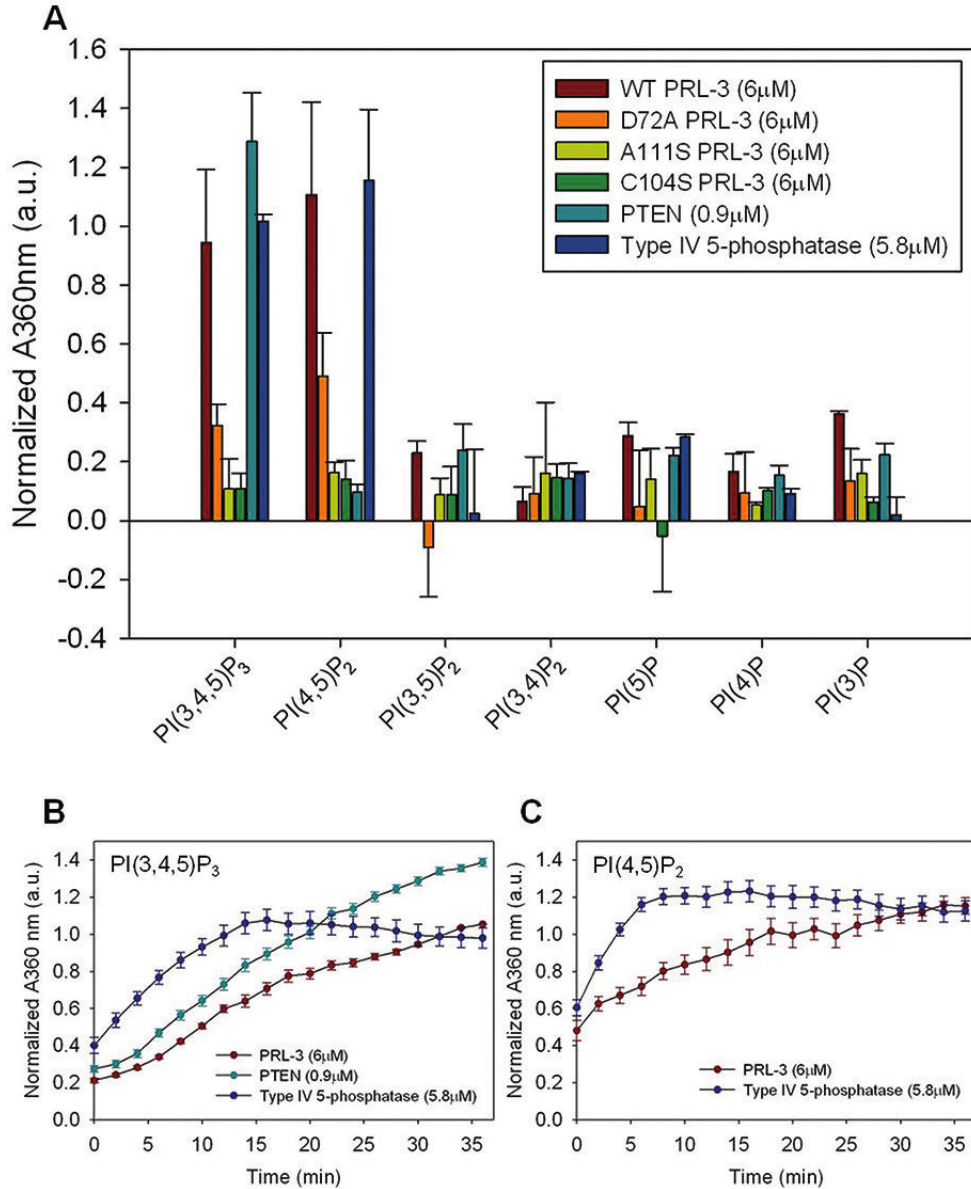 A
Normalized A360nm (a.u.)
1.6
1.4
1.2
1.0
0.8
0.6
0.4
0.2
0.0
-0.2
-0.4
WT PRL-3 (6μM)
D72A PRL-3 (6μM)
A111S PRL-3 (6μM)
C104S PRL-3 (6μM)
PTEN (0.9μM)
Type IV 5-phosphatase (5.8μM)
PI(3,4,5)P₃
PI(4,5)P₂
PI(3,5)P₂
PI(3,4)P₂
PI(5)P
PI(4)P
PI(3)P
B
PI(3,4,5)P₃
Normalized A360 nm (a.u.)
1.4
1.2
1.0
0.8
0.6
0.4
0.2
0.0
PRL-3 (6μM)
PTEN (0.9μM)
Type IV 5-phosphatase (5.8μM)
0 5 10 15 20 25 30 35
Time (min)
C
PI(4,5)P₂
Normalized A360 nm (a.u.)
1.4
1.2
1.0
0.8
0.6
0.4
0.2
0.0
PRL-3 (6μM)
Type IV 5-phosphatase (5.8μM)
0 5 10 15 20 25 30 35
Time (min)